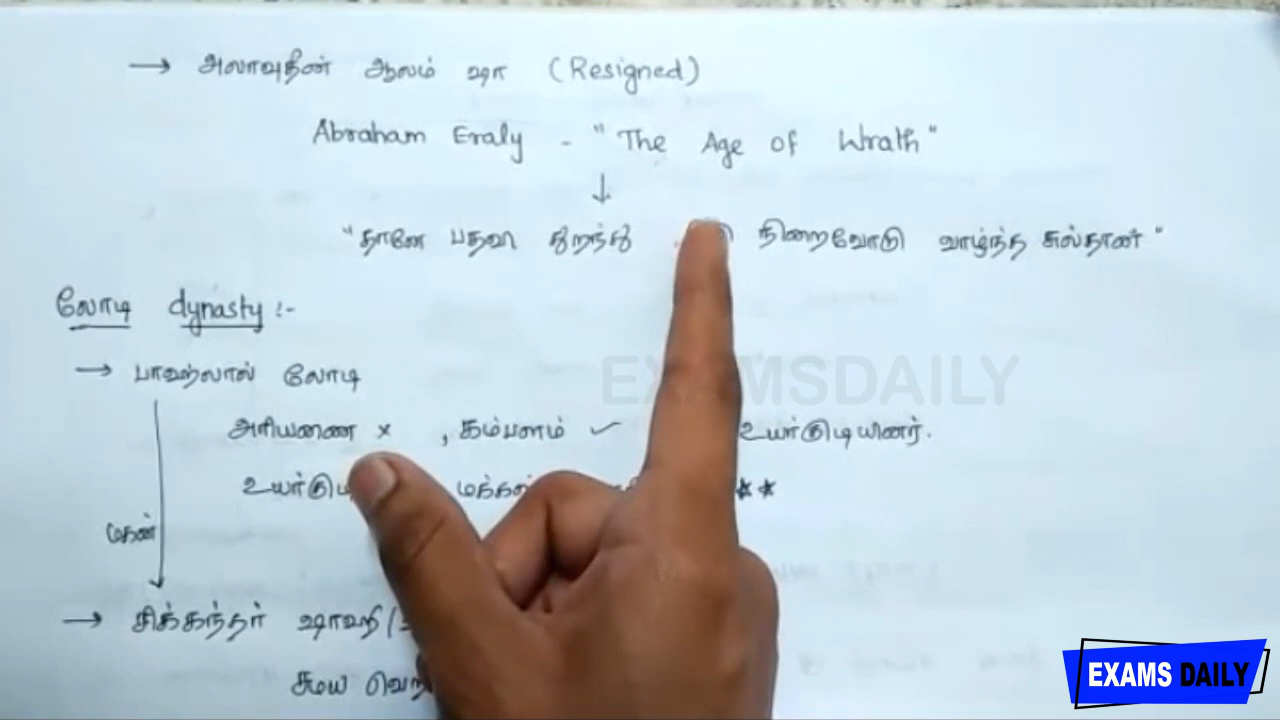 → அலாவுதீன் ஆலம் ஷா (Resigned)
Abraham Eraly - "The Age of Wrath"
↓
"தானே பதவி துறந்து நிறைவோடு வாழ்ந்த சுல்தான்"
லோடி dynasty :-
→ பாஹ்லால் லோடி
அரியணை x , கம்பளம் ✓ உயர்குடியினர்.
உயர்குடி மக்கள் ★★
மகன்
→ சிக்கந்தர் ஷாஹி/
சமய வெறி
EXAMSDAILY
EXAMS DAILY